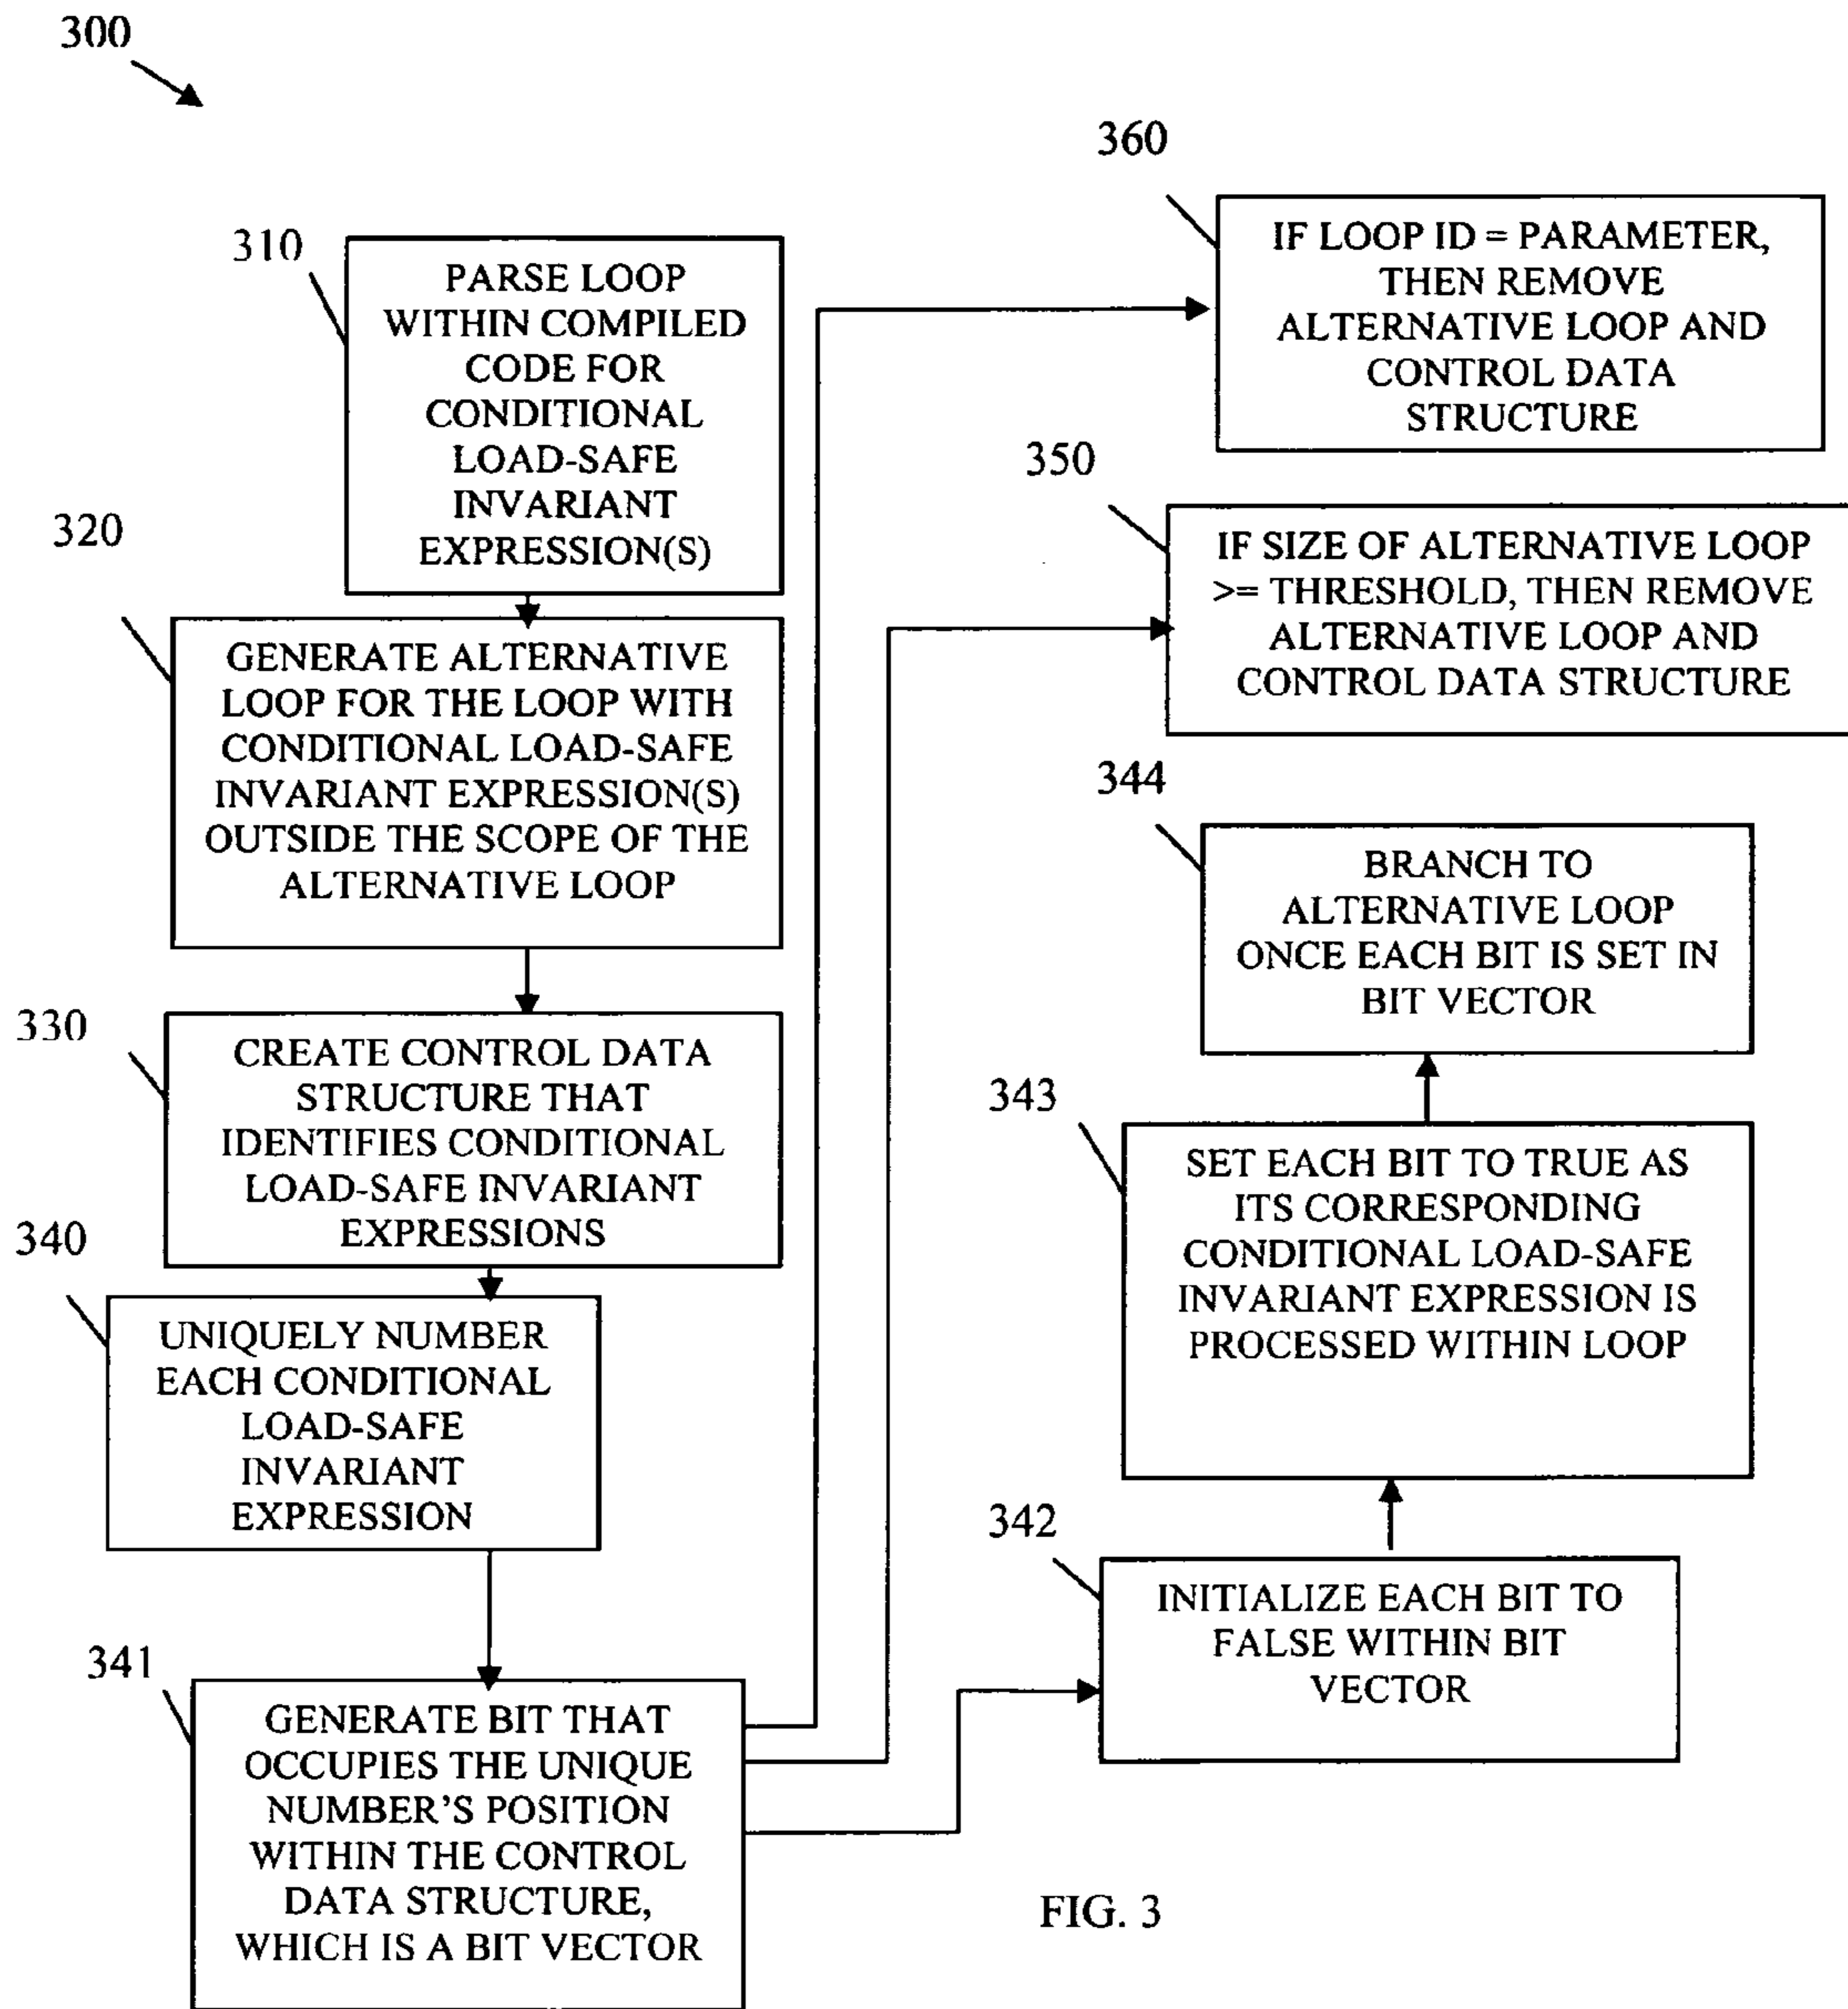 300
310
PARSE LOOP
WITHIN COMPILED
CODE FOR
CONDITIONAL
LOAD-SAFE
INVARIANT
EXPRESSION(S)
320
GENERATE ALTERNATIVE
LOOP FOR THE LOOP WITH
CONDITIONAL LOAD-SAFE
INVARIANT EXPRESSION(S)
OUTSIDE THE SCOPE OF THE
ALTERNATIVE LOOP
330
CREATE CONTROL DATA
STRUCTURE THAT
IDENTIFIES CONDITIONAL
LOAD-SAFE INVARIANT
EXPRESSIONS
340
UNIQUELY NUMBER
EACH CONDITIONAL
LOAD-SAFE
INVARIANT
EXPRESSION
341
GENERATE BIT THAT
OCCUPIES THE UNIQUE
NUMBER'S POSITION
WITHIN THE CONTROL
DATA STRUCTURE,
WHICH IS A BIT VECTOR
360
IF LOOP ID = PARAMETER,
THEN REMOVE
ALTERNATIVE LOOP AND
CONTROL DATA
STRUCTURE
350
IF SIZE OF ALTERNATIVE LOOP
>= THRESHOLD, THEN REMOVE
ALTERNATIVE LOOP AND
CONTROL DATA STRUCTURE
344
BRANCH TO
ALTERNATIVE LOOP
ONCE EACH BIT IS SET IN
BIT VECTOR
343
SET EACH BIT TO TRUE AS
ITS CORRESPONDING
CONDITIONAL LOAD-SAFE
INVARIANT EXPRESSION IS
PROCESSED WITHIN LOOP
342
INITIALIZE EACH BIT TO
FALSE WITHIN BIT
VECTOR
FIG. 3